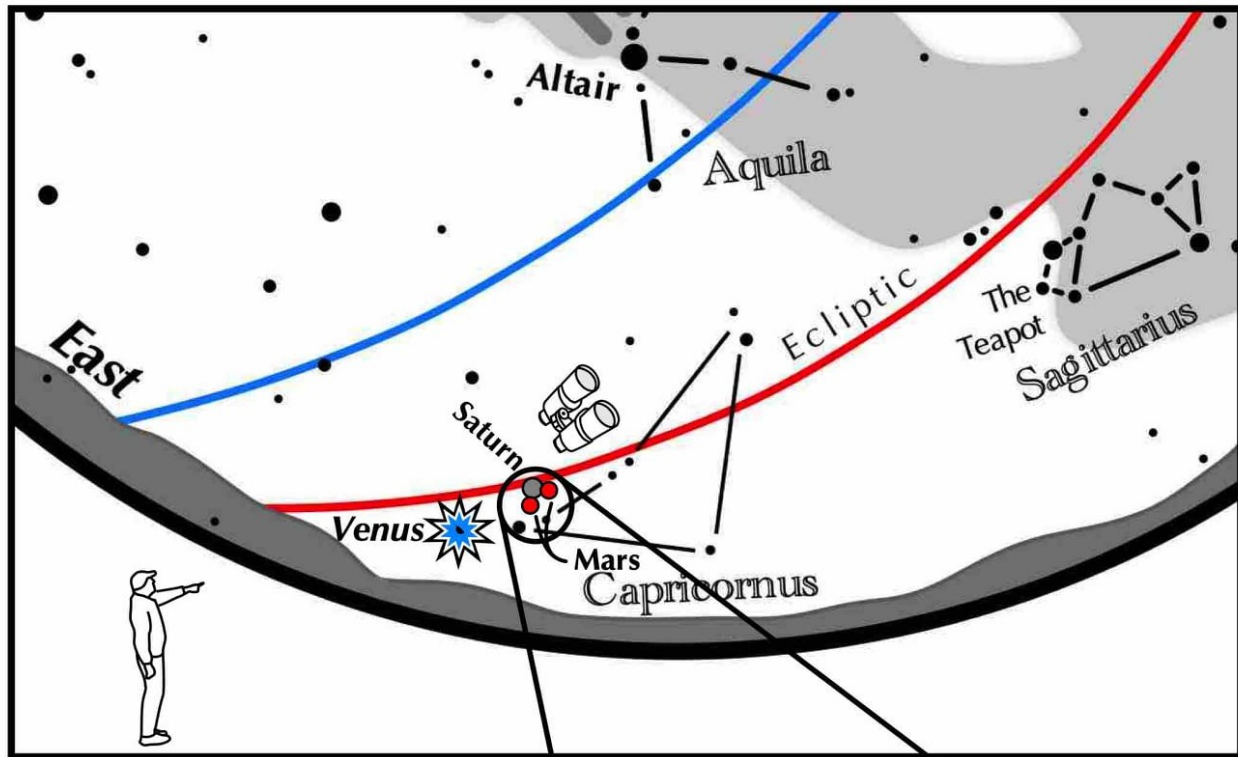 Altair
Aquila
Ecliptic
The
Teapot
Sagittarius
East
Saturn
Venus
Mars
Capricornus